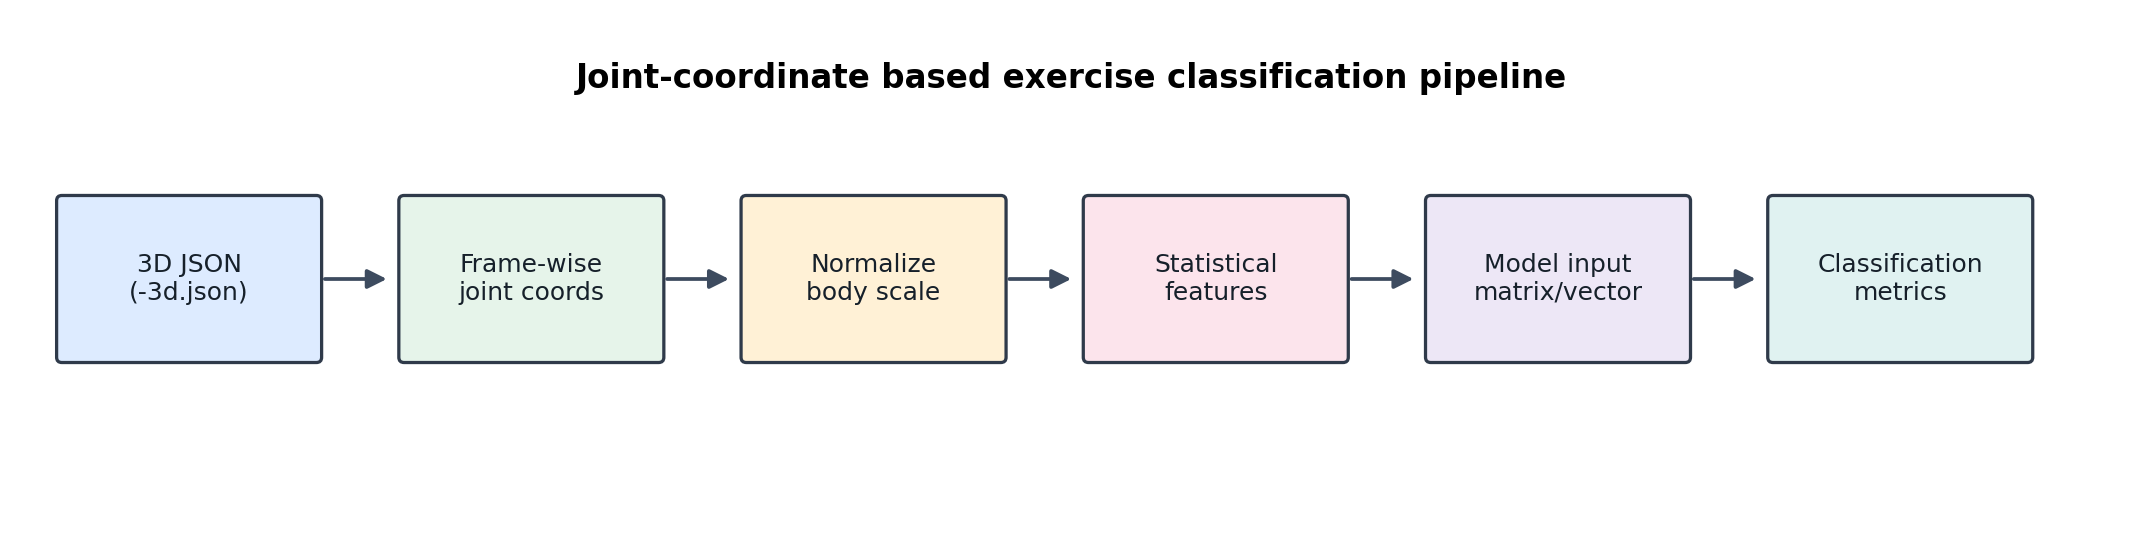 Joint-coordinate based exercise classification pipeline
3D JSON
(-3d.json)
Frame-wise
joint coords
Normalize
body scale
Statistical
features
Model input
matrix/vector
Classification
metrics